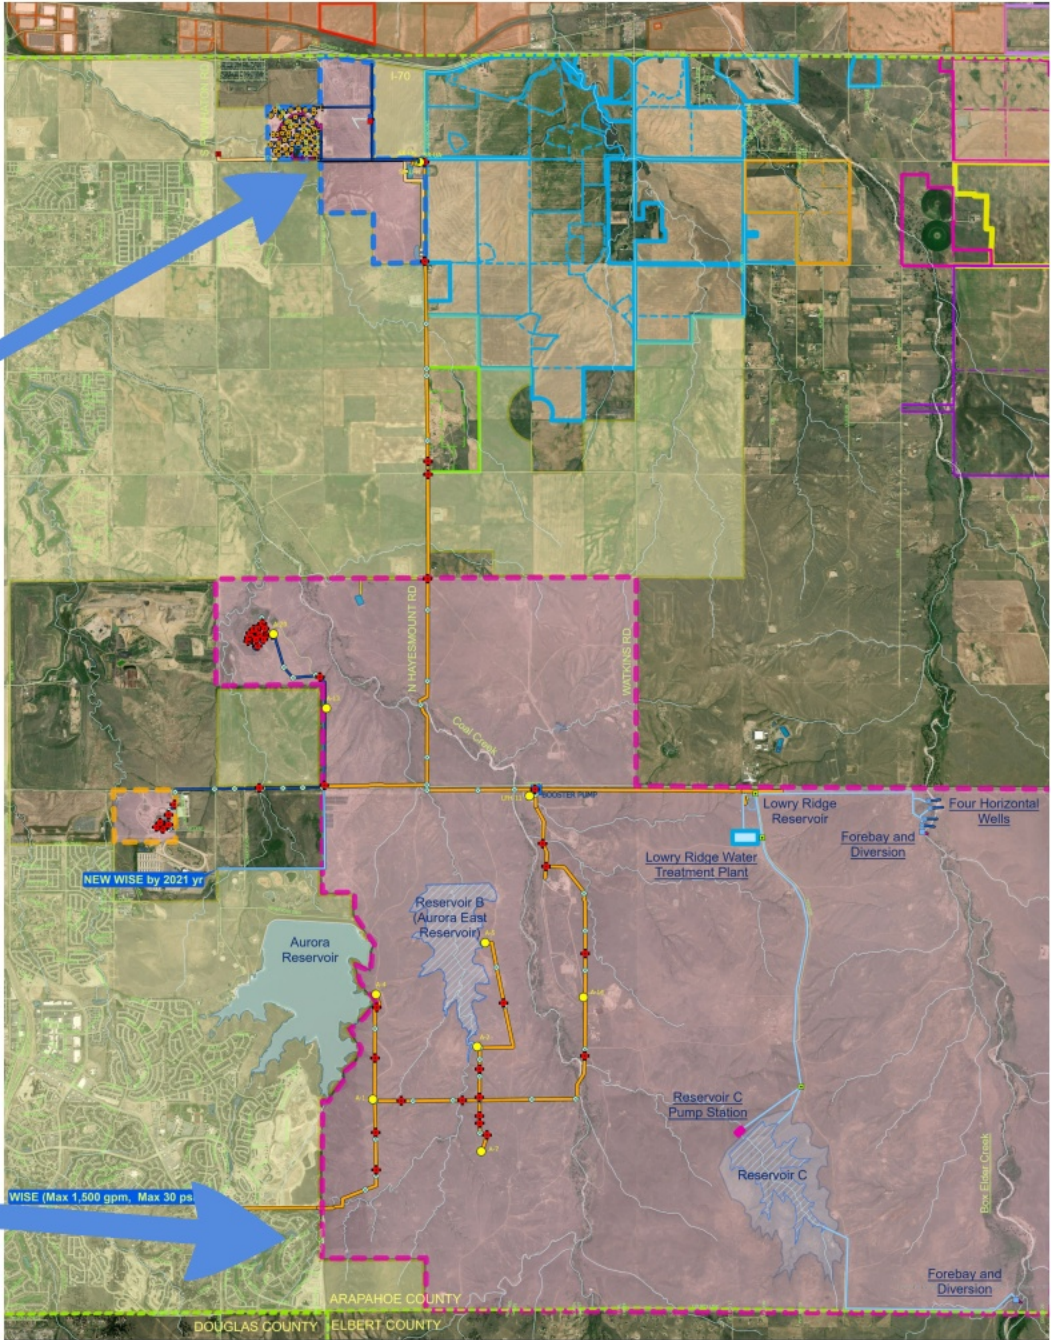 I-70
N HAYESMOUNT RD
WATKINS RD
Coal Creek
BOOSTER PUMP
Lowry Ridge
Reservoir
Four Horizontal
Wells
Forebay and
Diversion
Lowry Ridge Water
Treatment Plant
NEW WISE by 2021 yr
Reservoir B
(Aurora East
Reservoir)
Aurora
Reservoir
A-4
A-1
A-7
Reservoir C
Pump Station
Reservoir C
Box Elder Creek
WISE (Max 1,500 gpm, Max 30 ps
Forebay and
Diversion
ARAPAHOE COUNTY
DOUGLAS COUNTY
ELBERT COUNTY